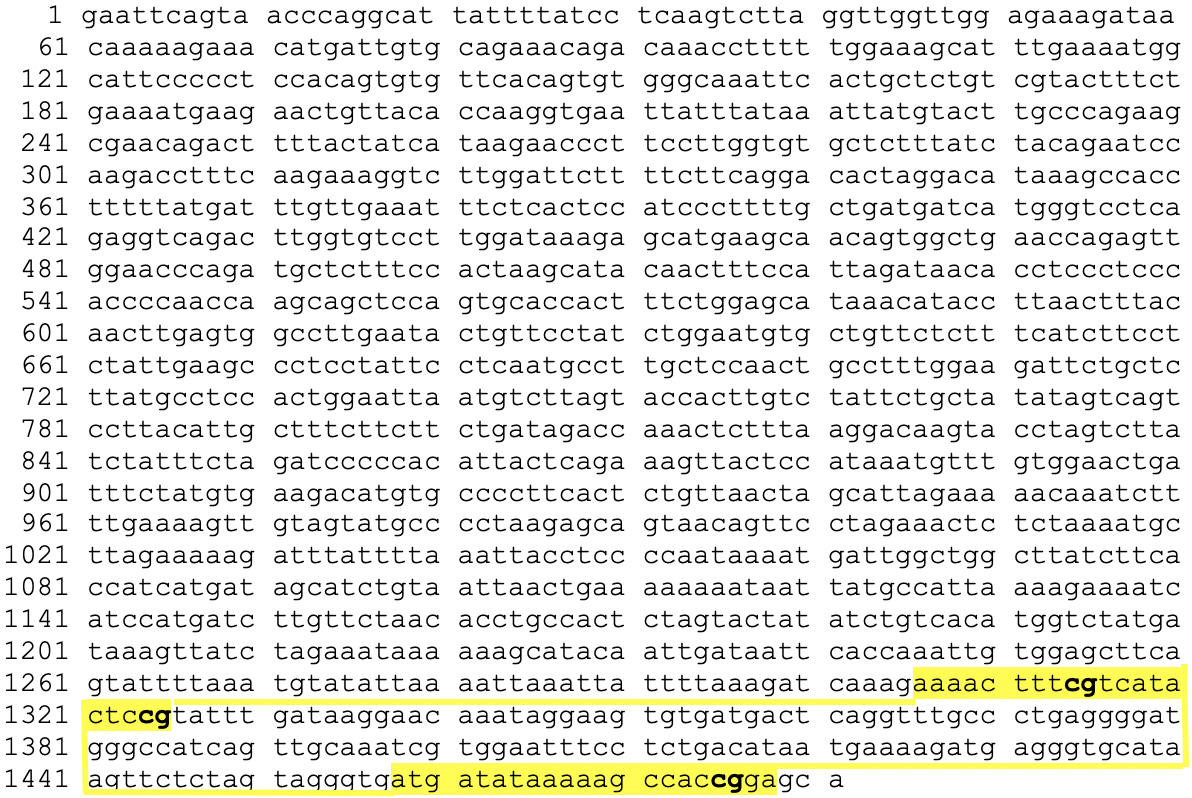 1 gaattcagta acccaggcat tattttatcc tcaagtctta ggttggttgg agaaagataa
61 caaaaagaaa catgattgtg cagaaacaga caaacctttt tggaaagcat ttgaaaatgg
121 cattccccct ccacagtgtg ttcacagtgt gggcaaattc actgctctgt cgtactttct
181 gaaaatgaag aactgttaca ccaaggtgaa ttatttataa attatgtact tgcccagaag
241 cgaacagact tttactatca taagaaccct tccttggtgt gctctttatc tacagaatcc
301 aagacctttc aagaaaggtc ttggattctt ttcttcagga cactaggaca taaagccacc
361 tttttatgat ttgttgaaat ttctcactcc atcccttttg ctgatgatca tgggtcctca
421 gaggtcagac ttggtgtcct tggataaaga gcatgaagca acagtggctg aaccagagtt
481 ggaacccaga tgctctttcc actaagcata caactttcca ttagataaca cctccctccc
541 accccaacca agcagctcca gtgcaccact ttctggagca taaacatacc ttaactttac
601 aacttgagtg gccttgaata ctgttcctat ctggaatgtg ctgttctctt tcatcttcct
661 ctattgaagc cctcctattc ctcaatgcct tgctccaact gcctttggaa gattctgctc
721 ttatgcctcc actggaatta atgtcttagt accacttgtc tattctgcta tatagtcagt
781 ccttacattg ctttcttctt ctgatagacc aaactcttta aggacaagta cctagtctta
841 tctatttcta gatcccccac attactcaga aagttactcc ataaatgttt gtggaactga
901 tttctatgtg aagacatgtg ccccttcact ctgttaacta gcattagaaa aacaaatctt
961 ttgaaaagtt gtagtatgcc cctaagagca gtaacagttc ctagaaactc tctaaaatgc
1021 ttagaaaaag atttatttta aattacctcc ccaataaaat gattggctgg cttatcttca
1081 ccatcatgat agcatctgta attaactgaa aaaaaataat tatgccatta aaagaaaatc
1141 atccatgatc ttgttctaac acctgccact ctagtactat atctgtcaca tggtctatga
1201 taaagttatc tagaaataaa aaagcataca attgataatt caccaaattg tggagcttca
1261 gtattttaaa tgtatattaa aaattaaatt attttaaagat caaagaaaac tttcgtcata
1321 ctcccgtattt gataaggaac aaataggaag tgtgatgact caggtttgcc ctgaggggat
1381 gggccatcag ttgcaaatcg tggaatttcc tctgacataa tgaaaagatg agggtgcata
1441 agttctctag tagggtgatg atataaaaag ccaccggagc a